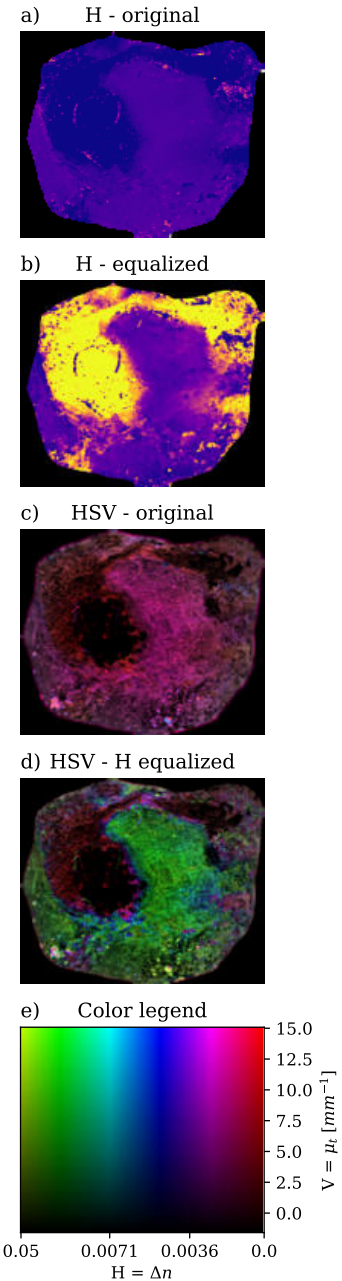 a) H - original
b) H - equalized
c) HSV - original
d) HSV - H equalized
e) Color legend
15.0
12.5
10.0
7.5
5.0
2.5
0.0
V = μt [mm⁻¹]
0.05 0.0071 0.0036 0.0
H = Δn